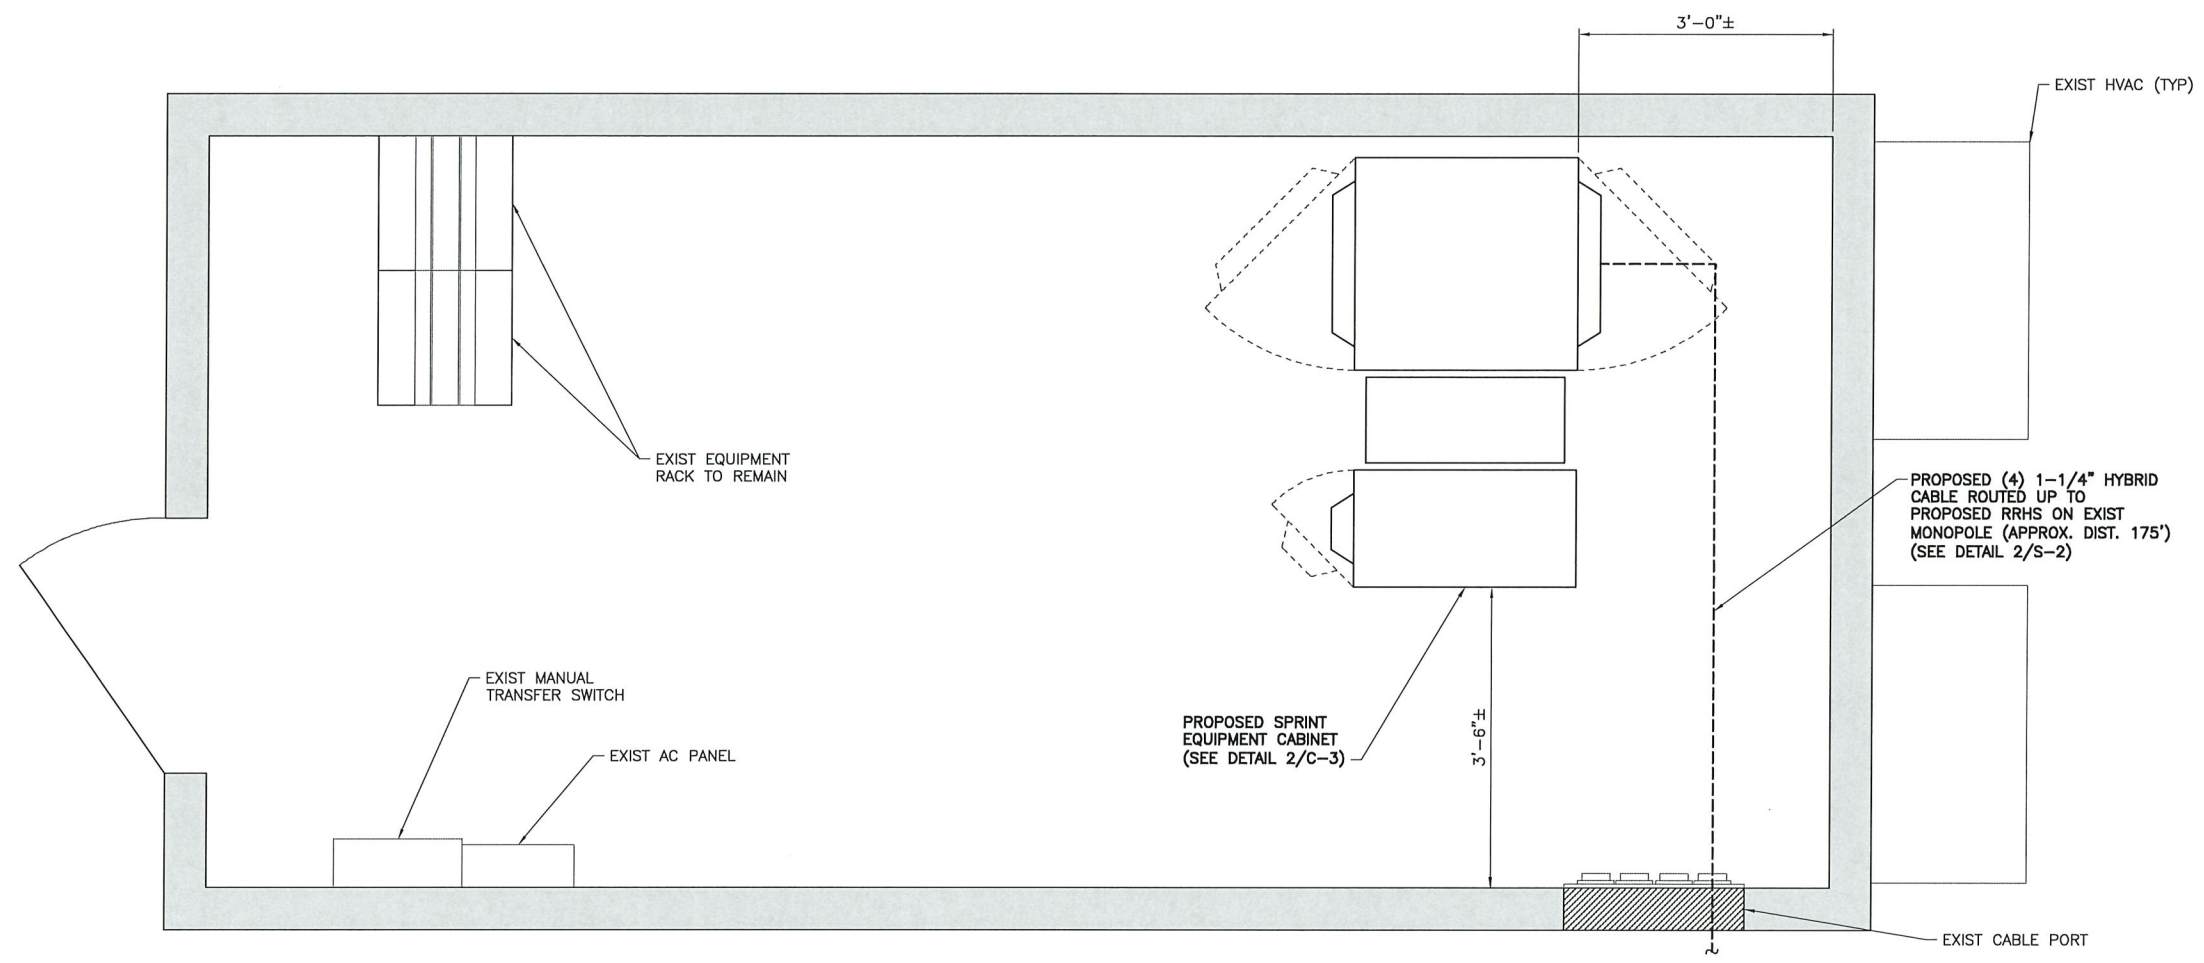 3'-0"±
EXIST HVAC (TYP)
EXIST EQUIPMENT
RACK TO REMAIN
PROPOSED (4) 1-1/4" HYBRID
CABLE ROUTED UP TO
PROPOSED RRHS ON EXIST
MONOPOLE (APPROX. DIST. 175')
(SEE DETAIL 2/S-2)
EXIST MANUAL
TRANSFER SWITCH
EXIST AC PANEL
PROPOSED SPRINT
EQUIPMENT CABINET
(SEE DETAIL 2/C-3)
3'-6"±
EXIST CABLE PORT